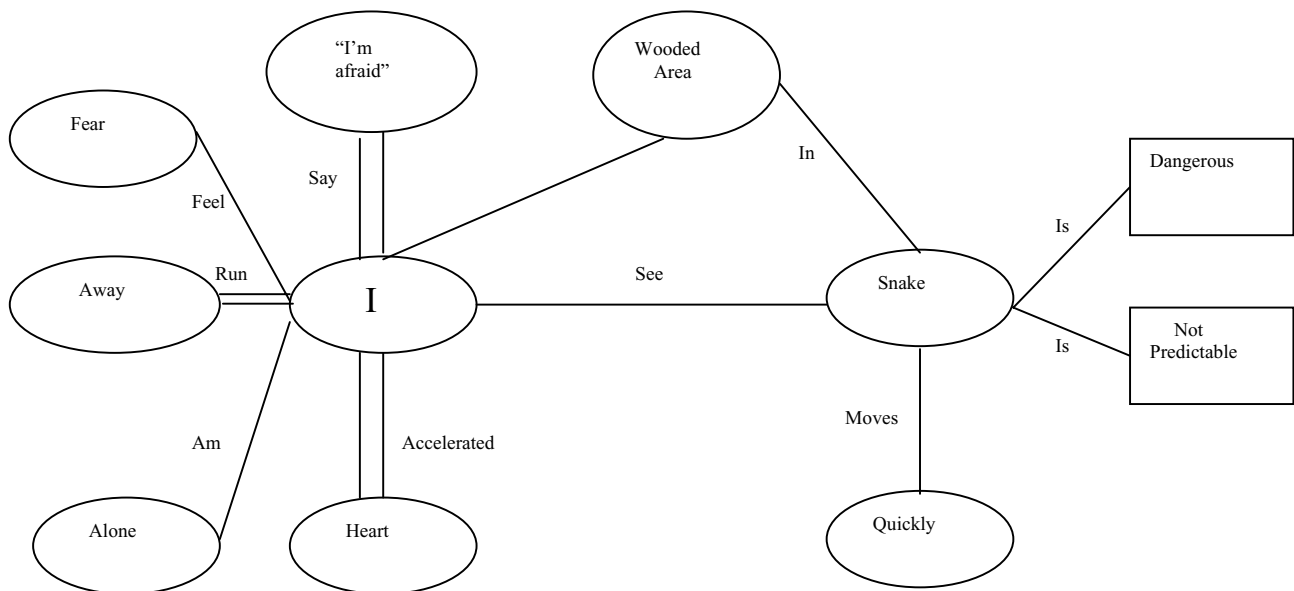 “I’m
afraid”
Wooded
Area
Fear
In
Dangerous
Say
Feel
Is
Run
See
Away
I
Snake
Not
Predictable
Is
Moves
Am
Accelerated
Alone
Heart
Quickly